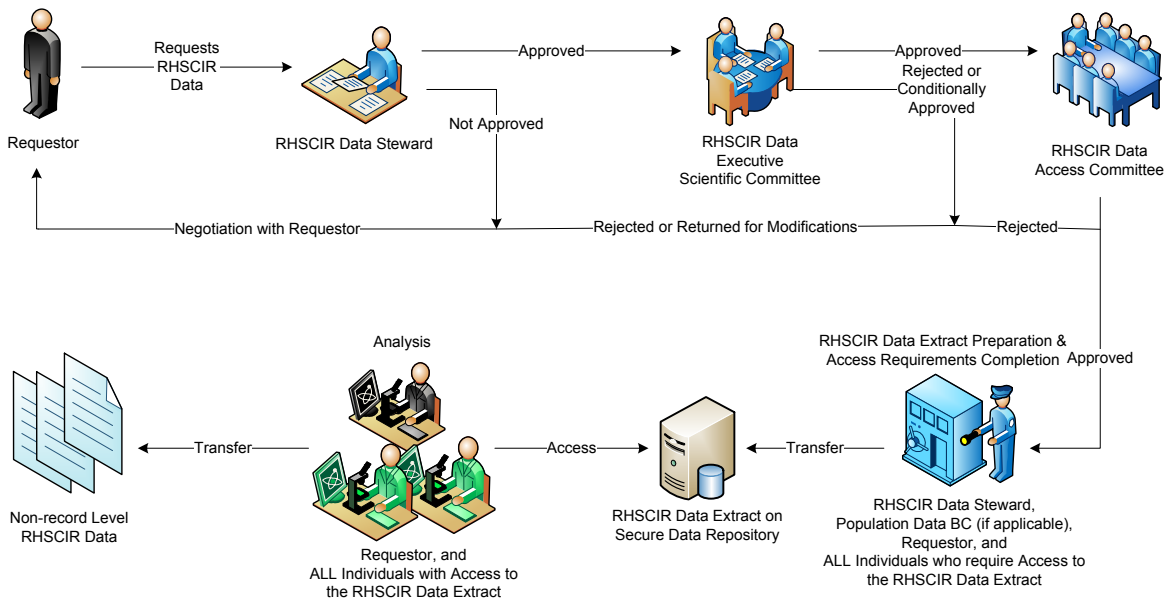 Requests
RHSCIR
Data
Approved
Approved
Rejected or
Conditionally
Approved
Not Approved
Requestor
RHSCIR Data Steward
RHSCIR Data
Executive
Scientific Committee
RHSCIR Data
Access Committee
Negotiation with Requestor
Rejected or Returned for Modifications
Rejected
RHSCIR Data Extract Preparation &
Access Requirements Completion
Approved
Analysis
Transfer
Access
Transfer
Non-record Level
RHSCIR Data
Requestor, and
ALL Individuals with Access to
the RHSCIR Data Extract
RHSCIR Data Extract on
Secure Data Repository
RHSCIR Data Steward,
Population Data BC (if applicable),
Requestor, and
ALL Individuals who require Access to
the RHSCIR Data Extract